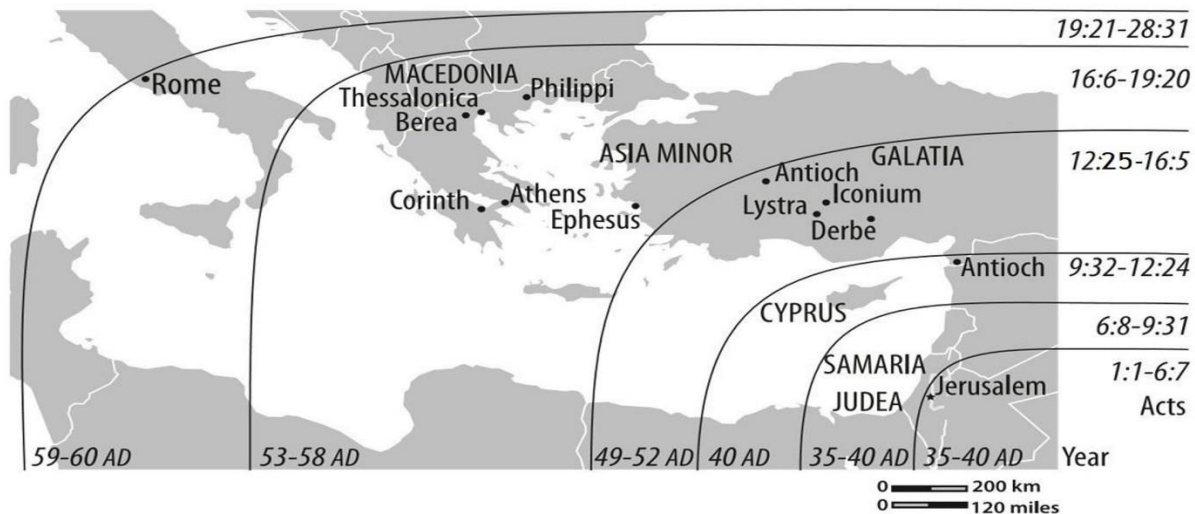 19:21-28:31
16:6-19:20
12:25-16:5
9:32-12:24
6:8-9:31
1:1-6:7
Acts
Rome
MACEDONIA
Thessalonica
Philippi
Berea
Corinth
Athens
ASIA MINOR
Ephesus
GALATIA
Antioch
Iconium
Lystra
Derbe
Antioch
CYPRUS
SAMARIA
JUDEA
Jerusalem
59-60 AD
53-58 AD
49-52 AD
40 AD
35-40 AD
35-40 AD
Year
0 200 km
0 120 miles